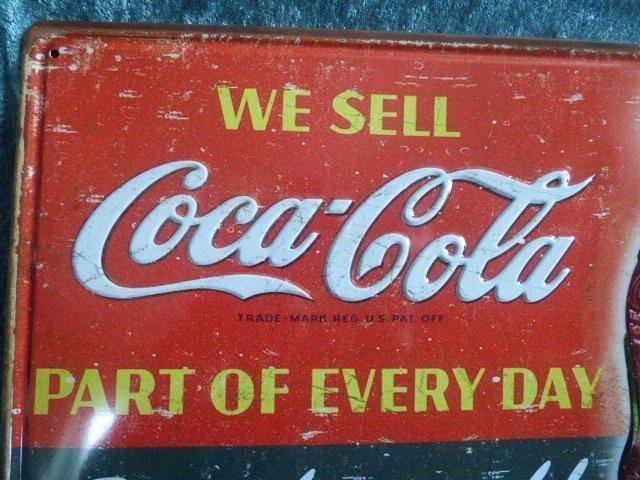 WE SELL
Coca-Cola
TRADE-MARK REG. U.S. PAT. OFF
PART OF EVERY DAY